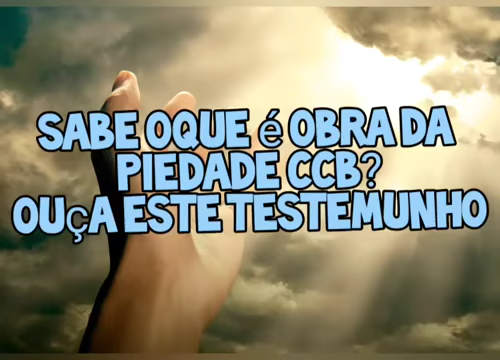 SABE OQUE é OBRA DA
PIEDADE CCB?
OUçA ESTE TESTEMUNHO